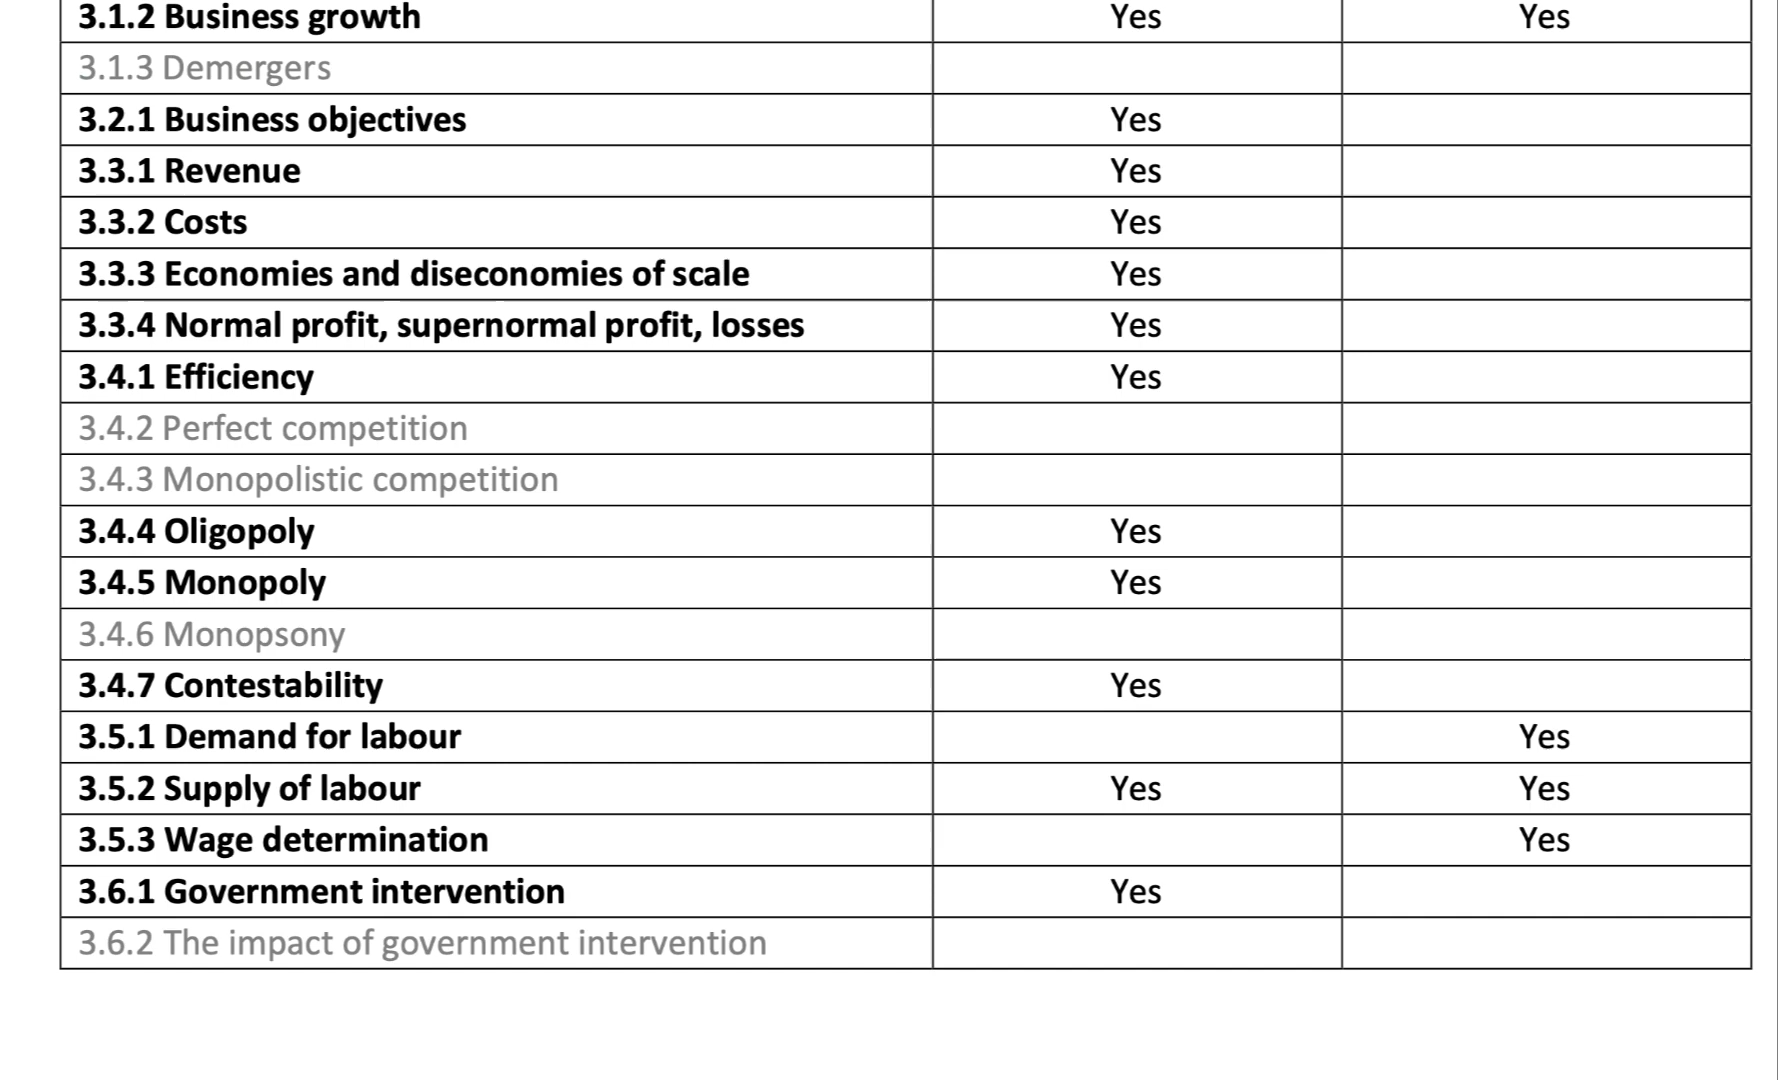 3.1.2 Business growth Yes Yes
3.1.3 Demergers
3.2.1 Business objectives Yes
3.3.1 Revenue Yes
3.3.2 Costs Yes
3.3.3 Economies and diseconomies of scale Yes
3.3.4 Normal profit, supernormal profit, losses Yes
3.4.1 Efficiency Yes
3.4.2 Perfect competition
3.4.3 Monopolistic competition
3.4.4 Oligopoly Yes
3.4.5 Monopoly Yes
3.4.6 Monopsony
3.4.7 Contestability Yes
3.5.1 Demand for labour Yes
3.5.2 Supply of labour Yes Yes
3.5.3 Wage determination Yes
3.6.1 Government intervention Yes
3.6.2 The impact of government intervention